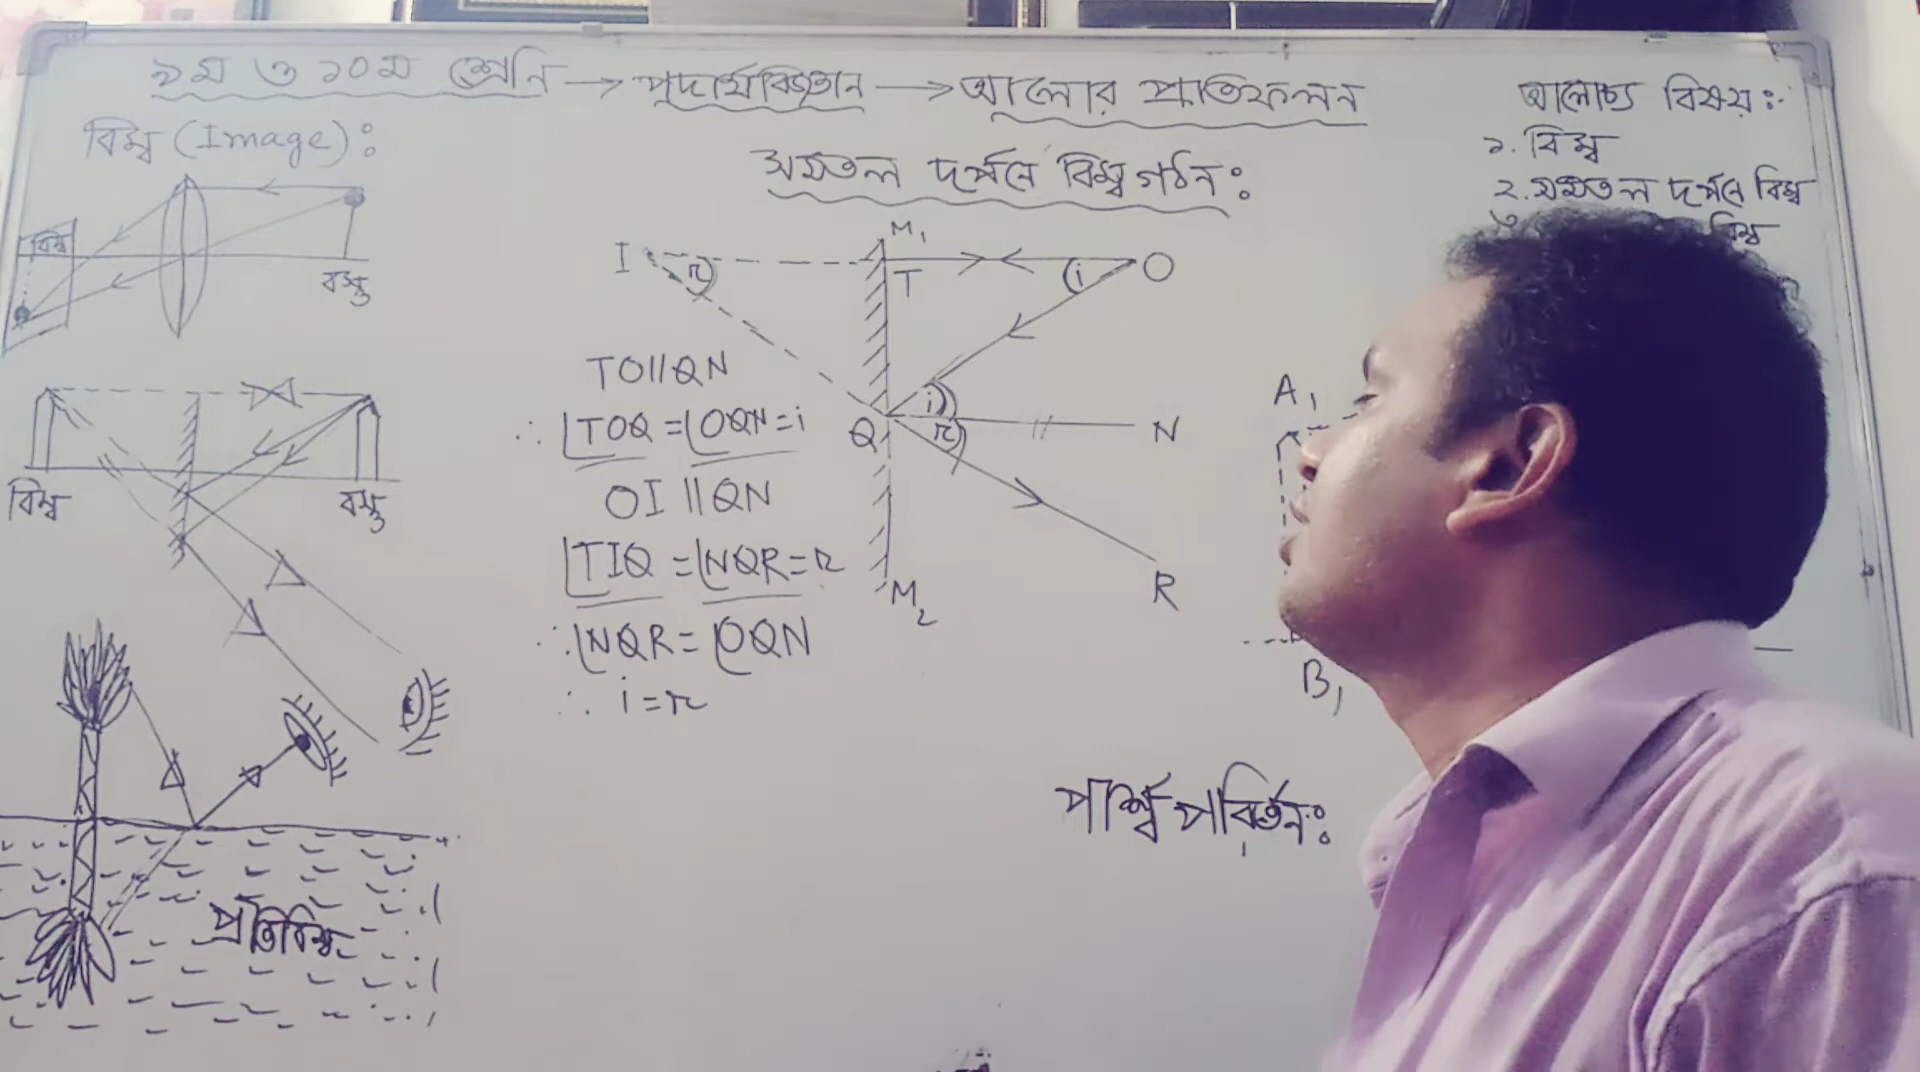 ৯ম ও ১০ম শ্রেনি → পদার্থবিজ্ঞান → আলোর প্রতিফলন
বিম্ব (Image):
বিম্ব
বস্তু
বিম্ব
বস্তু
প্রতিবিম্ব
সমতল দর্পনে বিম্ব গঠন:
I
r
M₁
T
i
O
i
r
Q
N
R
M₂
TO||QN
∴ ∠TOQ = ∠OQN = i
OI || QN
∠TIQ = ∠NQR = r
∴ ∠NQR = ∠OQN
∴ i = r
আলোচ্য বিষয়:-
১. বিম্ব
২. সমতল দর্পনে বিম্ব
৩
বিম্ব
A₁
B₁
পার্শ্ব পরিবর্তন: